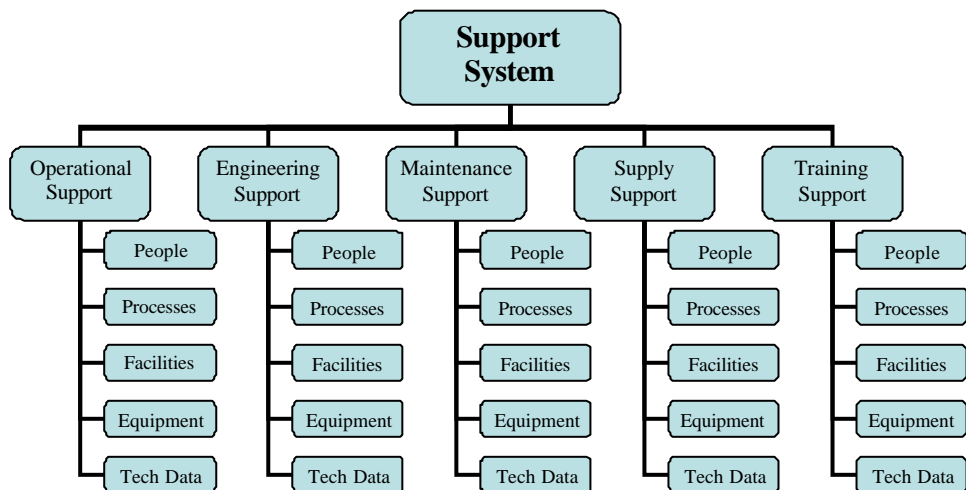 Support
System
Operational
Support
Engineering
Support
Maintenance
Support
Supply
Support
Training
Support
People
People
People
People
People
Processes
Processes
Processes
Processes
Processes
Facilities
Facilities
Facilities
Facilities
Facilities
Equipment
Equipment
Equipment
Equipment
Equipment
Tech Data
Tech Data
Tech Data
Tech Data
Tech Data